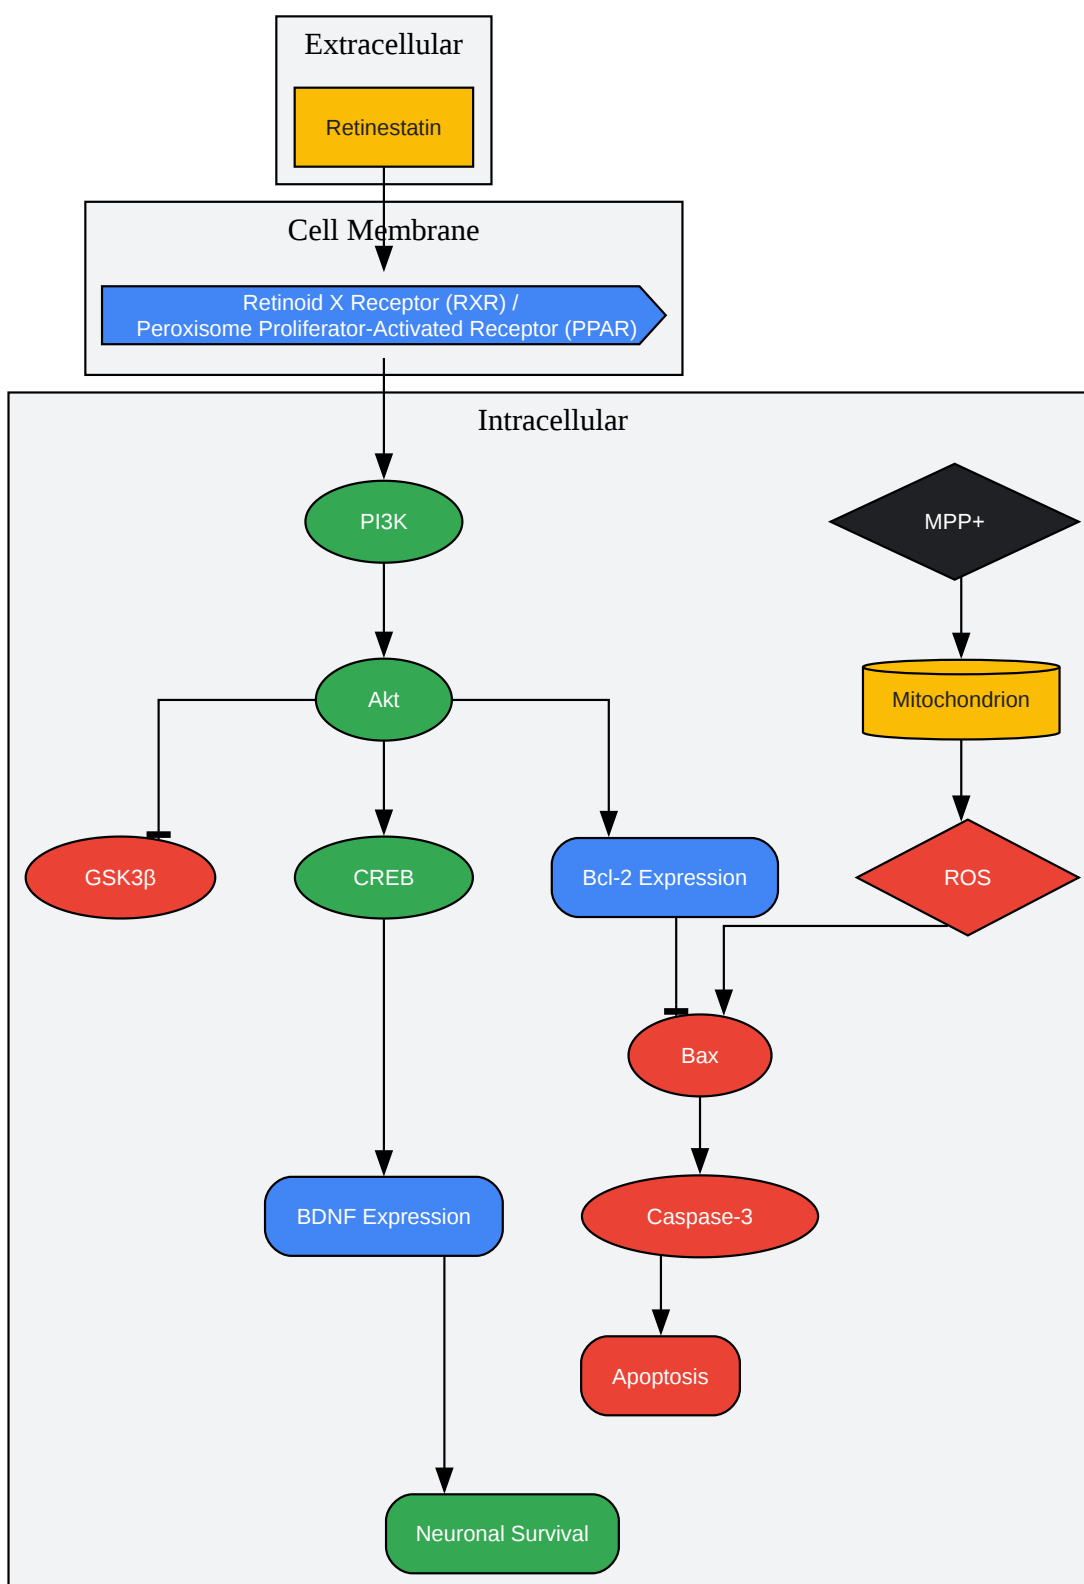 Extracellular
Retinestatin
Cell Membrane
Retinoid X Receptor (RXR) /
Peroxisome Proliferator-Activated Receptor (PPAR)
Intracellular
PI3K
MPP+
Akt
Mitochondrion
GSK3β
CREB
Bcl-2 Expression
ROS
Bax
BDNF Expression
Caspase-3
Apoptosis
Neuronal Survival